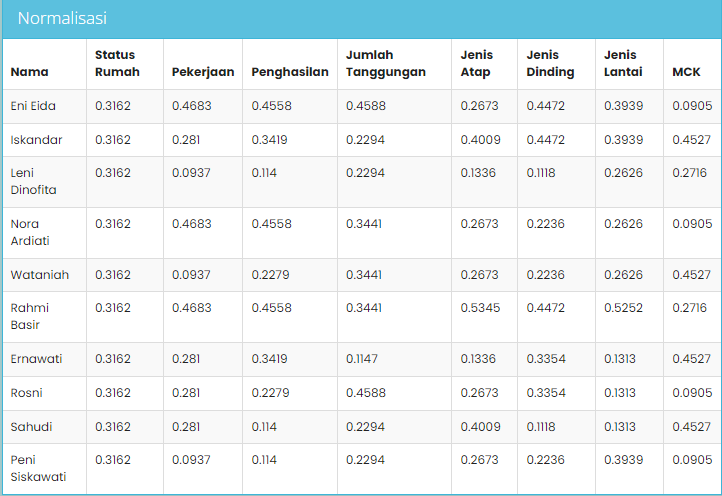 Normalisasi
Nama Status Rumah Pekerjaan Penghasilan Jumlah Tanggungan Jenis Atap Jenis Dinding Jenis Lantai MCK
Eni Eida 0.3162 0.4683 0.4558 0.4588 0.2673 0.4472 0.3939 0.0905
Iskandar 0.3162 0.281 0.3419 0.2294 0.4009 0.4472 0.3939 0.4527
Leni Dinofita 0.3162 0.0937 0.114 0.2294 0.1336 0.1118 0.2626 0.2716
Nora Ardiati 0.3162 0.4683 0.4558 0.3441 0.2673 0.2236 0.2626 0.0905
Wataniah 0.3162 0.0937 0.2279 0.3441 0.2673 0.2236 0.2626 0.4527
Rahmi Basir 0.3162 0.4683 0.4558 0.3441 0.5345 0.4472 0.5252 0.2716
Ernawati 0.3162 0.281 0.3419 0.1147 0.1336 0.3354 0.1313 0.4527
Rosni 0.3162 0.281 0.2279 0.4588 0.2673 0.3354 0.1313 0.0905
Sahudi 0.3162 0.281 0.114 0.2294 0.4009 0.1118 0.1313 0.4527
Peni Siskawati 0.3162 0.0937 0.114 0.2294 0.2673 0.2236 0.3939 0.0905